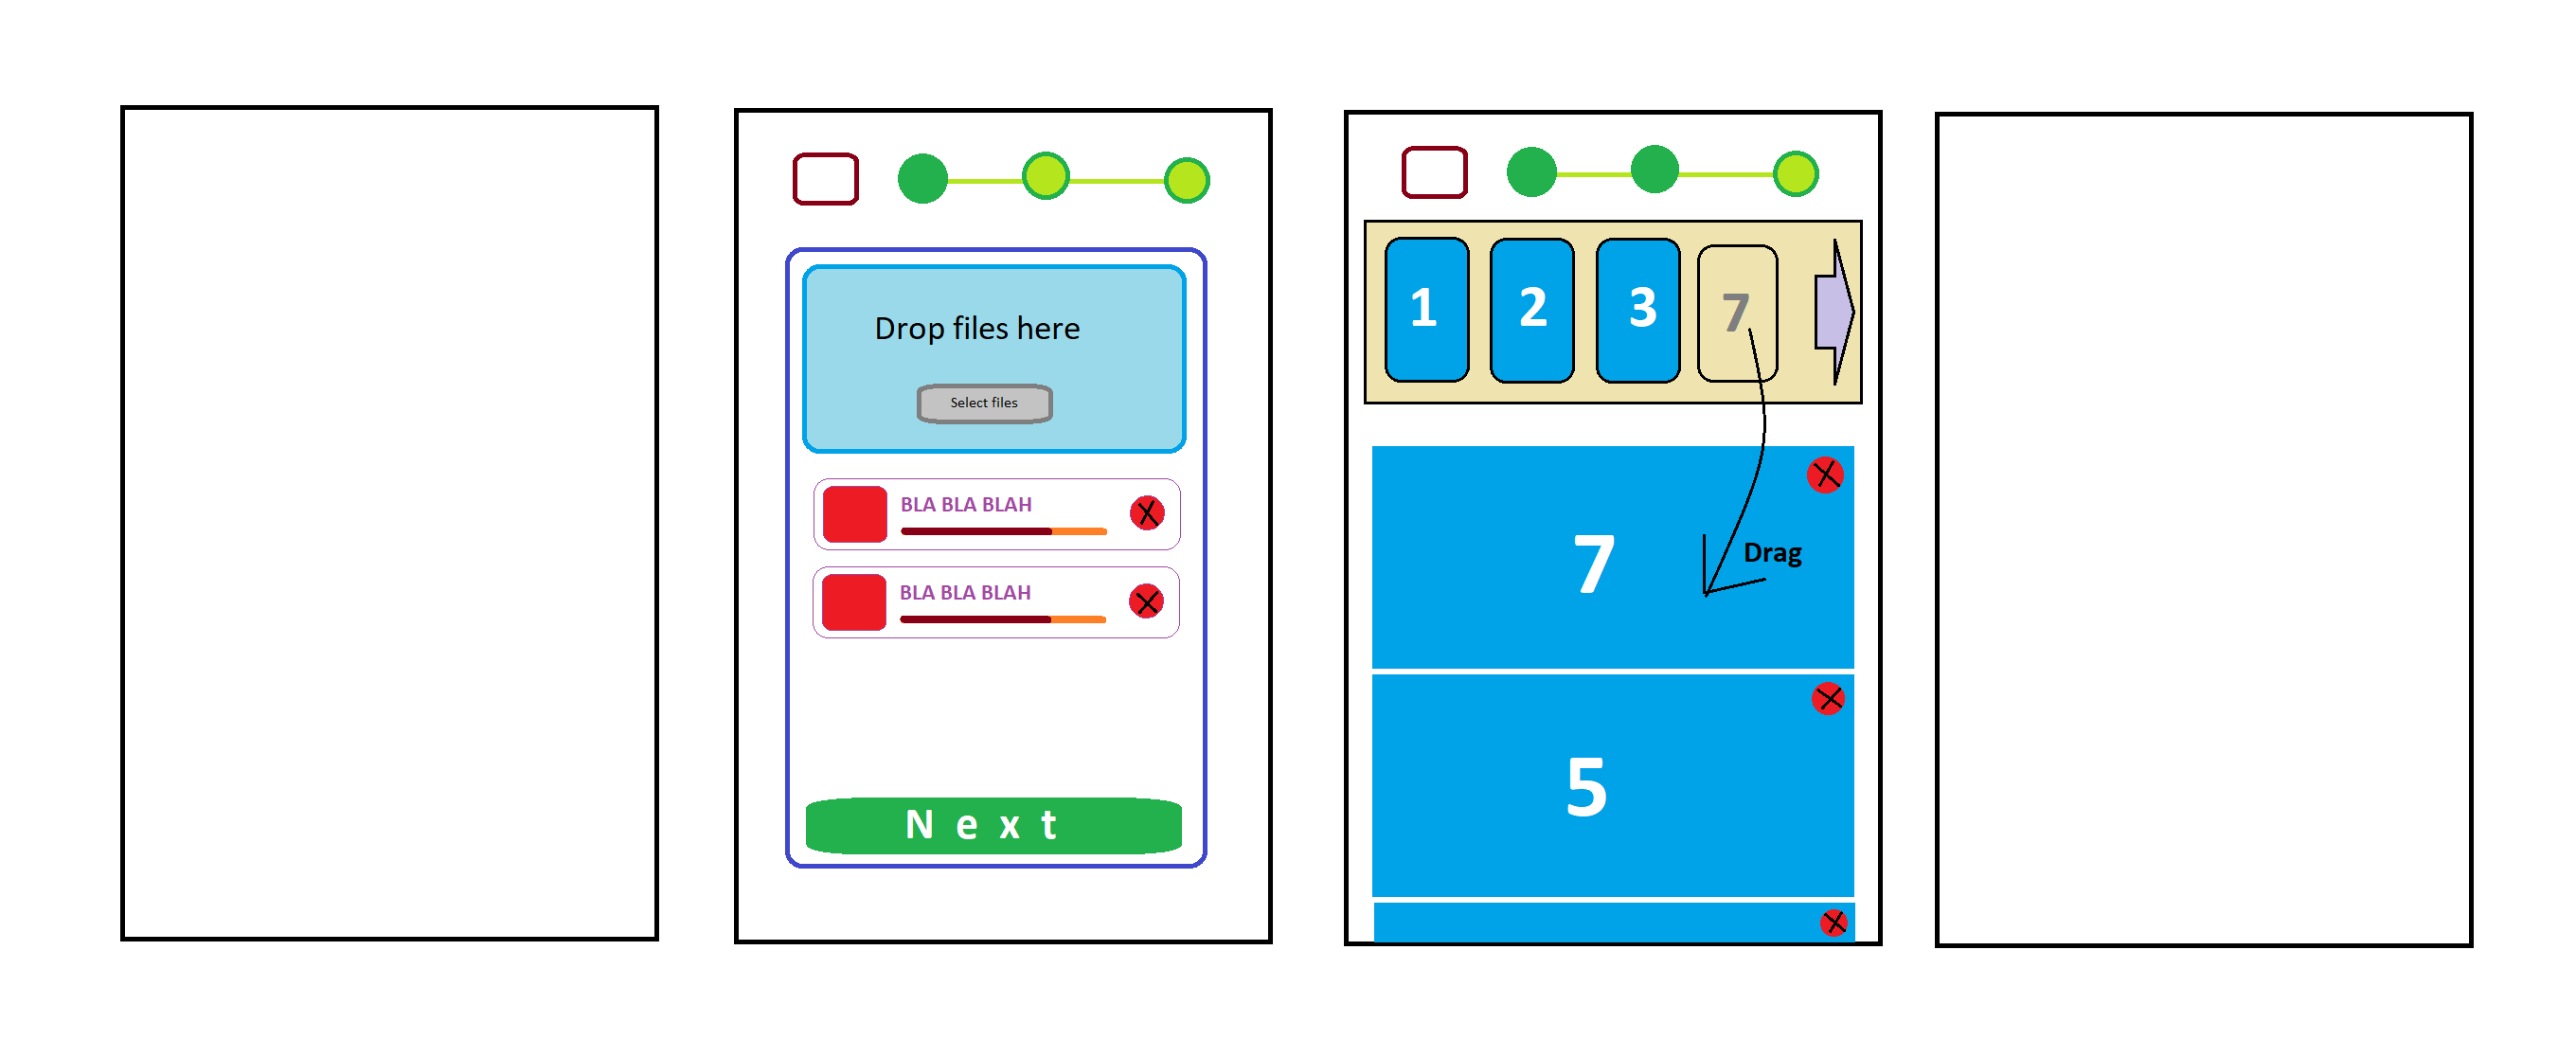 Drop files here
Select files
BLA BLA BLAH
BLA BLA BLAH
N e x t
1 2 3 7
7
Drag
5